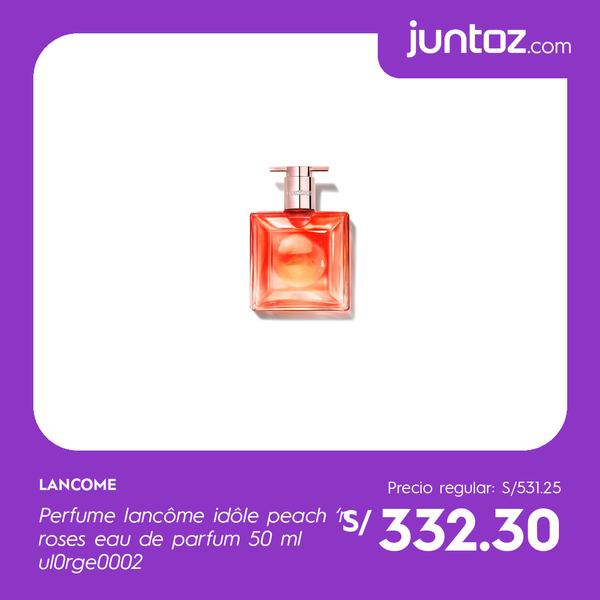 juntoz.com
LANCOME
Precio regular: S/531.25
Perfume lancôme idôle peach 'n
roses eau de parfum 50 ml
ul0rge0002
S/ 332.30